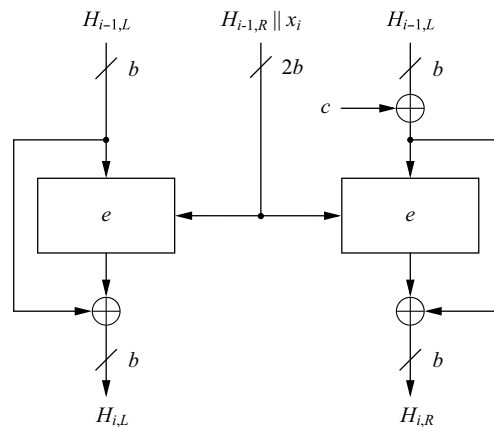 H_{i–1,L}    H_{i-1,R} || x_i    H_{i–1,L}
b    2b    b
c
e    e
b    b
H_{i,L}    H_{i,R}